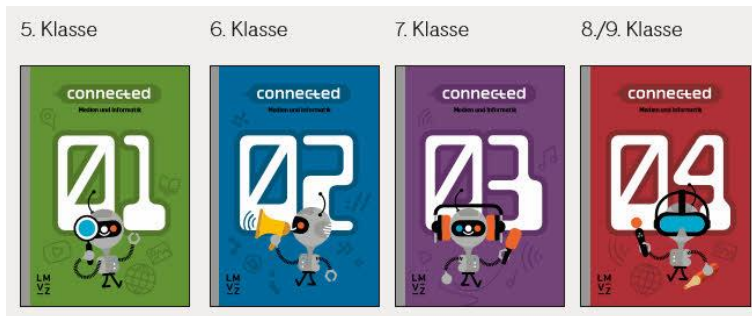 5. Klasse
6. Klasse
7. Klasse
8./9. Klasse
connected
Medien und Informatik
01
LM
VZ
connected
Medien und Informatik
02
LM
VZ
connected
Medien und Informatik
03
LM
VZ
connected
Medien und Informatik
04
LM
VZ